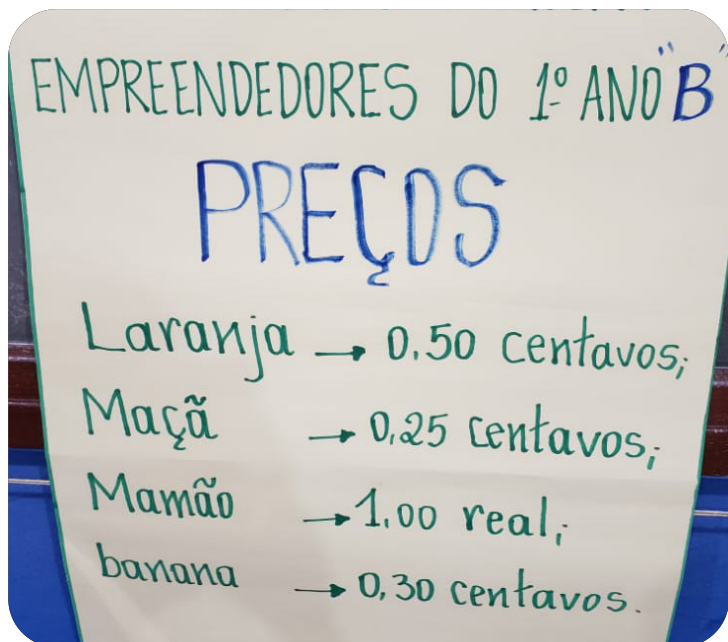 EMPREENDEDORES DO 1º ANO "B"
PREÇOS
Laranja → 0,50 centavos;
Maçã → 0,25 centavos;
Mamão → 1,00 real;
banana → 0,30 centavos.